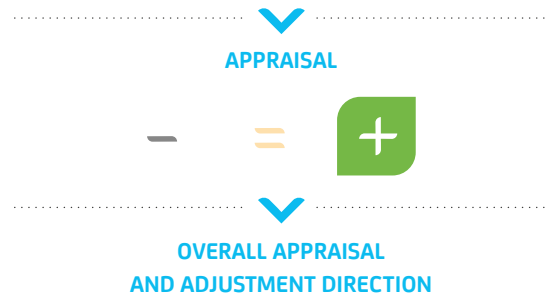 APPRAISAL
− = +
OVERALL APPRAISAL
AND ADJUSTMENT DIRECTION